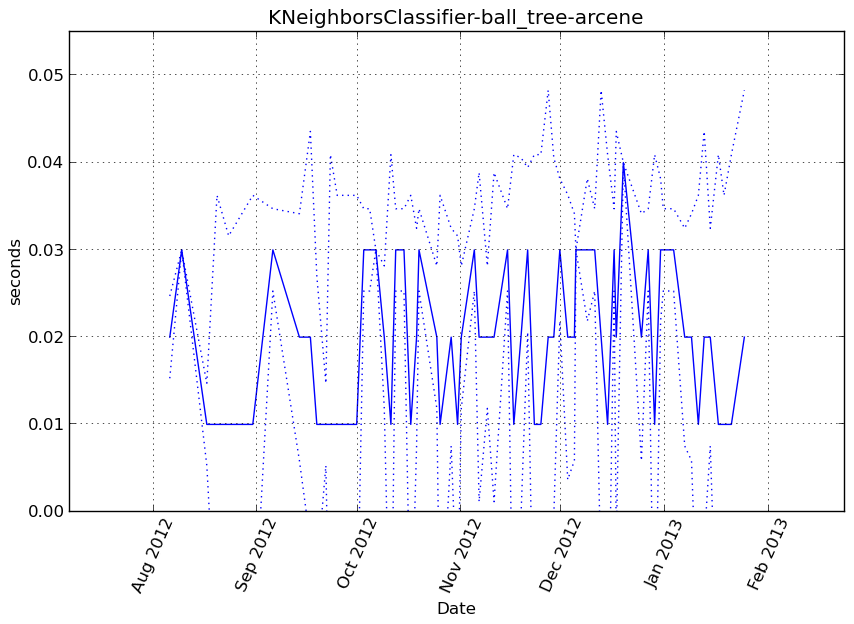 KNeighborsClassifier-ball_tree-arcene
0.05
0.04
0.03
0.02
0.01
0.00
seconds
Aug 2012
Sep 2012
Oct 2012
Nov 2012
Dec 2012
Jan 2013
Feb 2013
Date